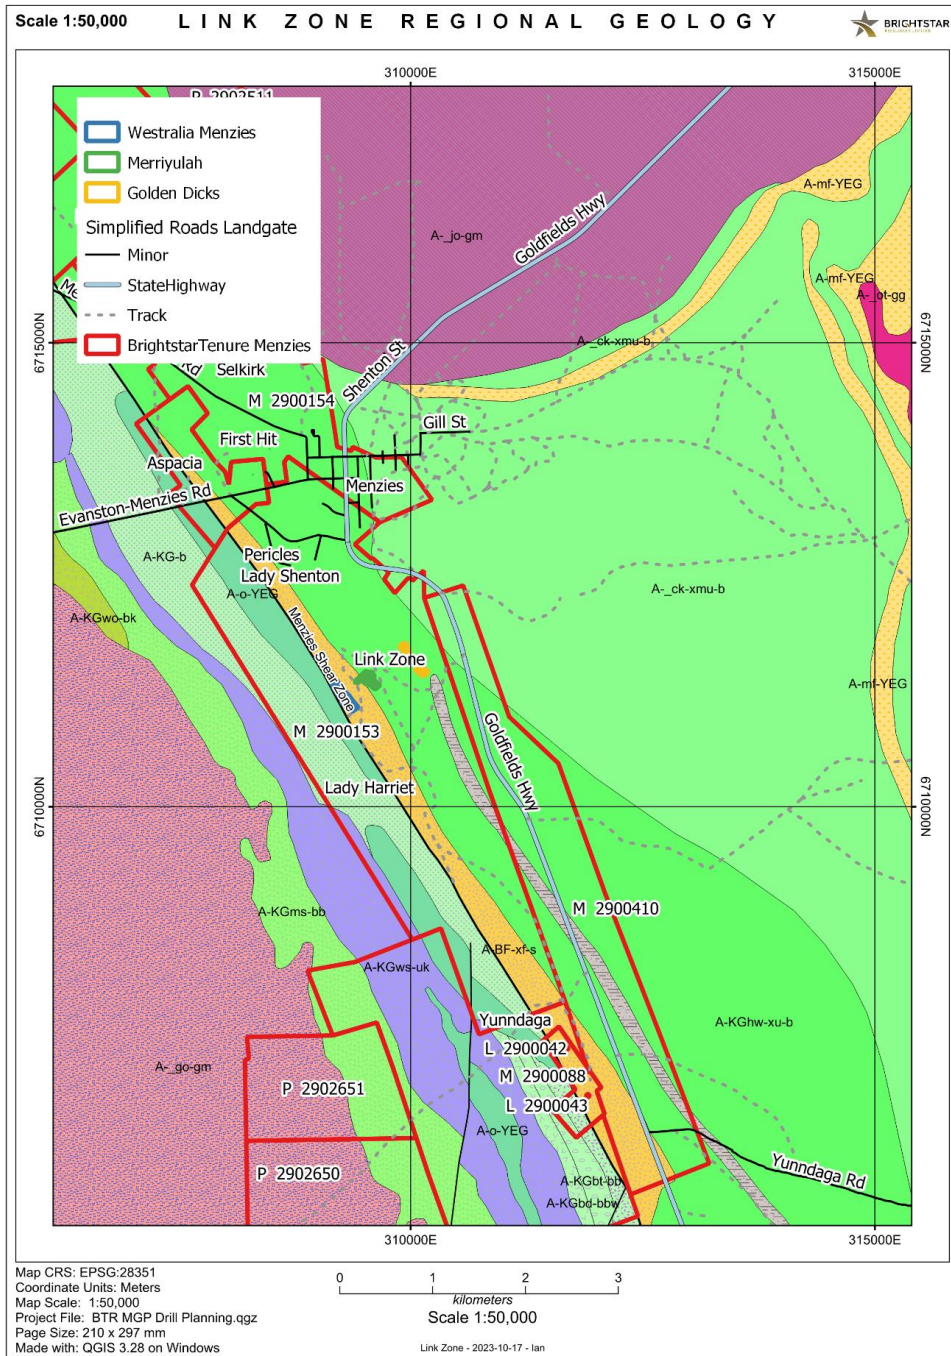 Scale 1:50,000
LINK ZONE REGIONAL GEOLOGY
BRIGHTSTAR
RESOURCES LIMITED
310000E
315000E
P 2902511
Westralia Menzies
Merriyulah
Golden Dicks
Simplified Roads Landgate
Minor
StateHighway
Track
BrightstarTenure Menzies
A-mf-YEG
A-_jo-gm
Goldfields Hwy
A-mf-YEG
A-_ot-gg
Me
6715000N
6715000N
A-_ck-xmu-b
Rd
Selkirk
Shenton St
M 2900154
Gill St
First Hit
Aspacia
Menzies
Evanston-Menzies Rd
A-KG-b
Pericles
Lady Shenton
A-o-YEG
A-_ck-xmu-b
A-KGwo-bk
Menzies Shear Zone
Link Zone
A-mf-YEG
M 2900153
Goldfields Hwy
Lady Harriet
6710000N
6710000N
A-KGms-bb
M 2900410
A-BF-xf-s
A-KGws-uk
Yunndaga
A-KGhw-xu-b
L 2900042
A-_go-gm
M 2900088
P 2902651
L 2900043
A-o-YEG
P 2902650
Yunndaga Rd
A-KGbt-bb
A-KGbd-bbw
310000E
315000E
Map CRS: EPSG:28351
Coordinate Units: Meters
Map Scale: 1:50,000
Project File: BTR MGP Drill Planning.qgz
Page Size: 210 x 297 mm
Made with: QGIS 3.28 on Windows
0 1 2 3
kilometers
Scale 1:50,000
Link Zone - 2023-10-17 - Ian